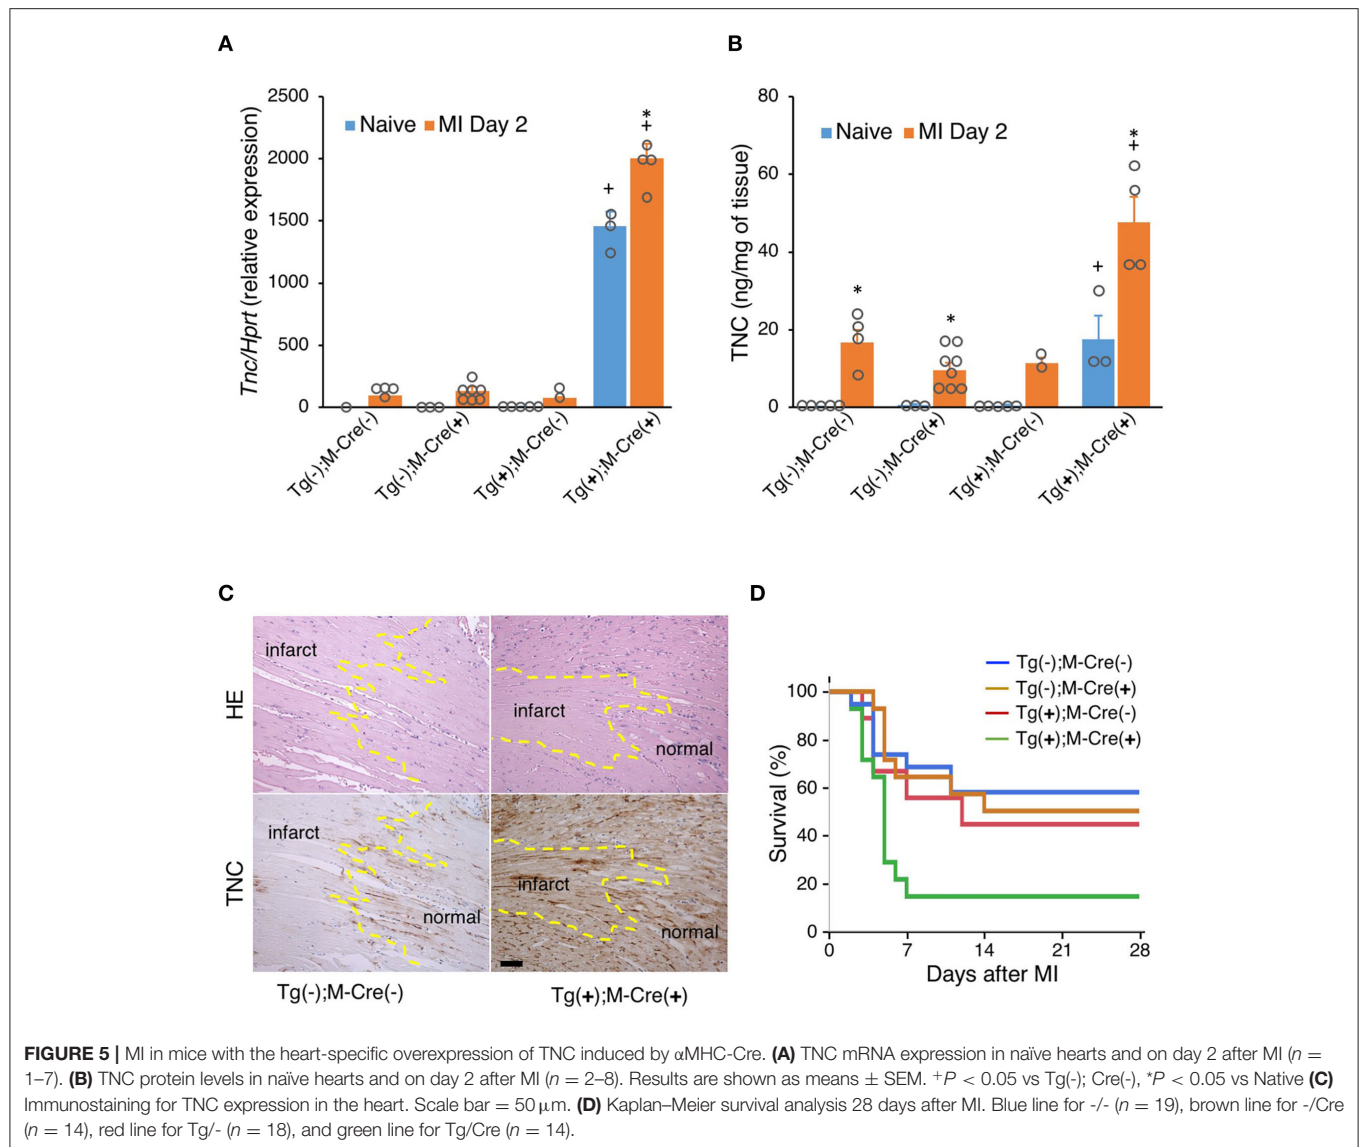 A
2500
2000
1500
1000
500
0
Tnc/Hprt (relative expression)
Naive
MI Day 2
+
*
+
Tg(-);M-Cre(-)
Tg(-);M-Cre(+)
Tg(+);M-Cre(-)
Tg(+);M-Cre(+)
B
80
60
40
20
0
TNC (ng/mg of tissue)
Naive
MI Day 2
*
*
+
*
+
Tg(-);M-Cre(-)
Tg(-);M-Cre(+)
Tg(+);M-Cre(-)
Tg(+);M-Cre(+)
C
HE
infarct
infarct
normal
TNC
infarct
normal
infarct
normal
Tg(-);M-Cre(-)
Tg(+);M-Cre(+)
D
Tg(-);M-Cre(-)
Tg(-);M-Cre(+)
Tg(+);M-Cre(-)
Tg(+);M-Cre(+)
Survival (%)
100
80
60
40
20
0
0
7
14
21
28
Days after MI
FIGURE 5 | MI in mice with the heart-specific overexpression of TNC induced by αMHC-Cre. (A) TNC mRNA expression in naïve hearts and on day 2 after MI (n =
1–7). (B) TNC protein levels in naïve hearts and on day 2 after MI (n = 2–8). Results are shown as means ± SEM. +P < 0.05 vs Tg(-); Cre(-), *P < 0.05 vs Native (C)
Immunostaining for TNC expression in the heart. Scale bar = 50 μm. (D) Kaplan–Meier survival analysis 28 days after MI. Blue line for -/- (n = 19), brown line for -/Cre
(n = 14), red line for Tg/- (n = 18), and green line for Tg/Cre (n = 14).